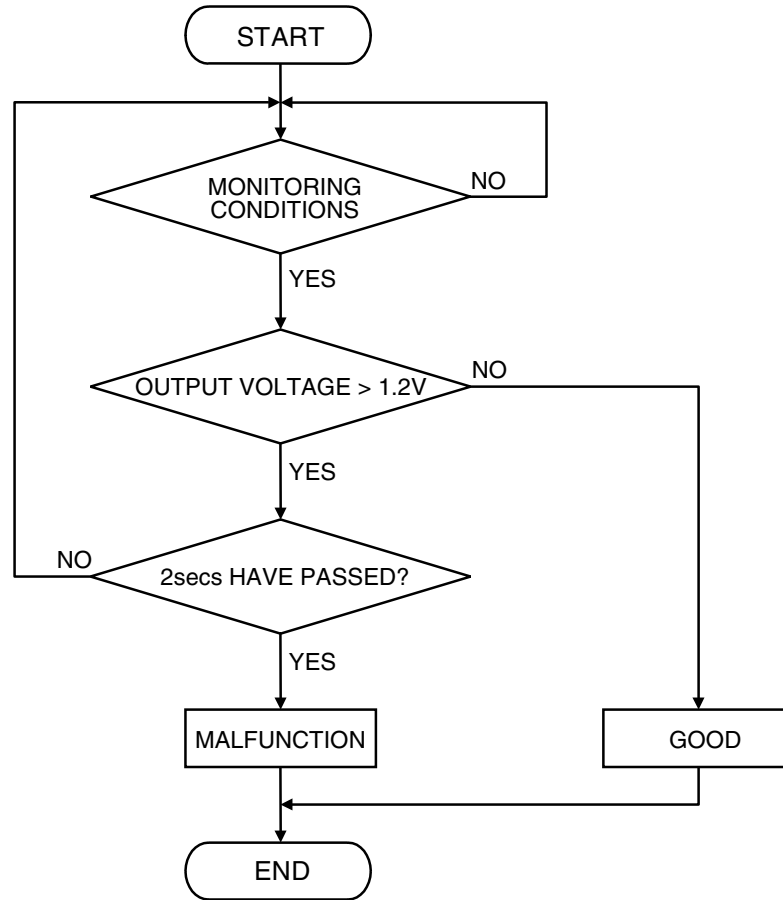 START
MONITORING
CONDITIONS
NO
YES
OUTPUT VOLTAGE > 1.2V
NO
YES
2secs HAVE PASSED?
NO
YES
MALFUNCTION
GOOD
END